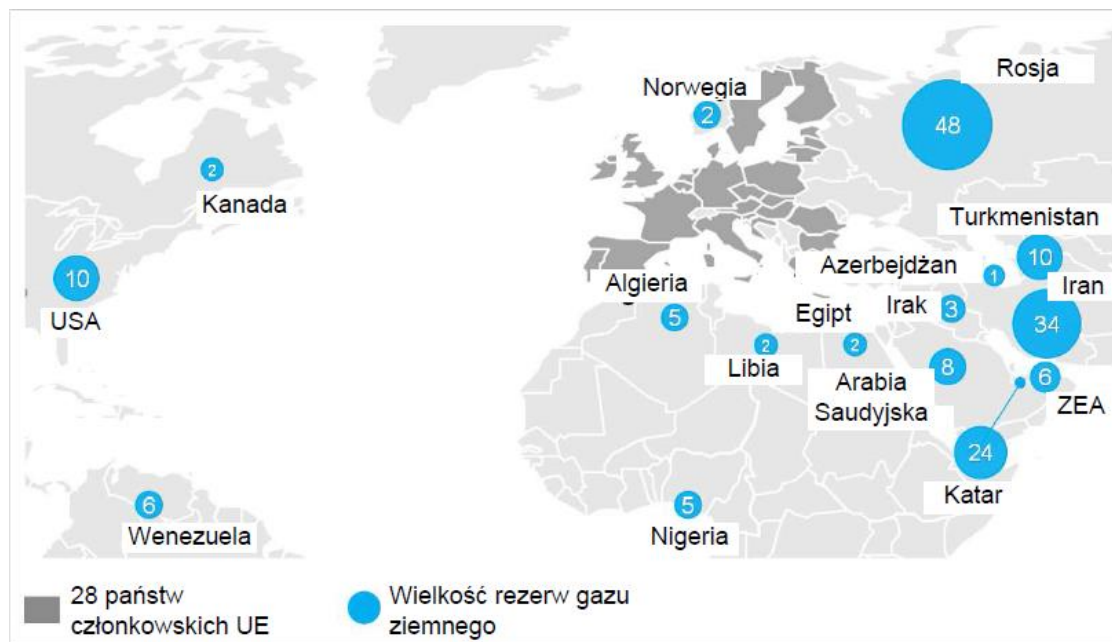 Rosja
48
Norwegia
2
2
Kanada
Turkmenistan
10
Azerbejdżan
1
10
USA
Algieria
5
Iran
34
Irak
3
Egipt
2
Libia
2
Arabia
Saudyjska
8
6
ZEA
24
Katar
6
Wenezuela
5
Nigeria
28 państw
członkowskich UE
Wielkość rezerw gazu
ziemnego